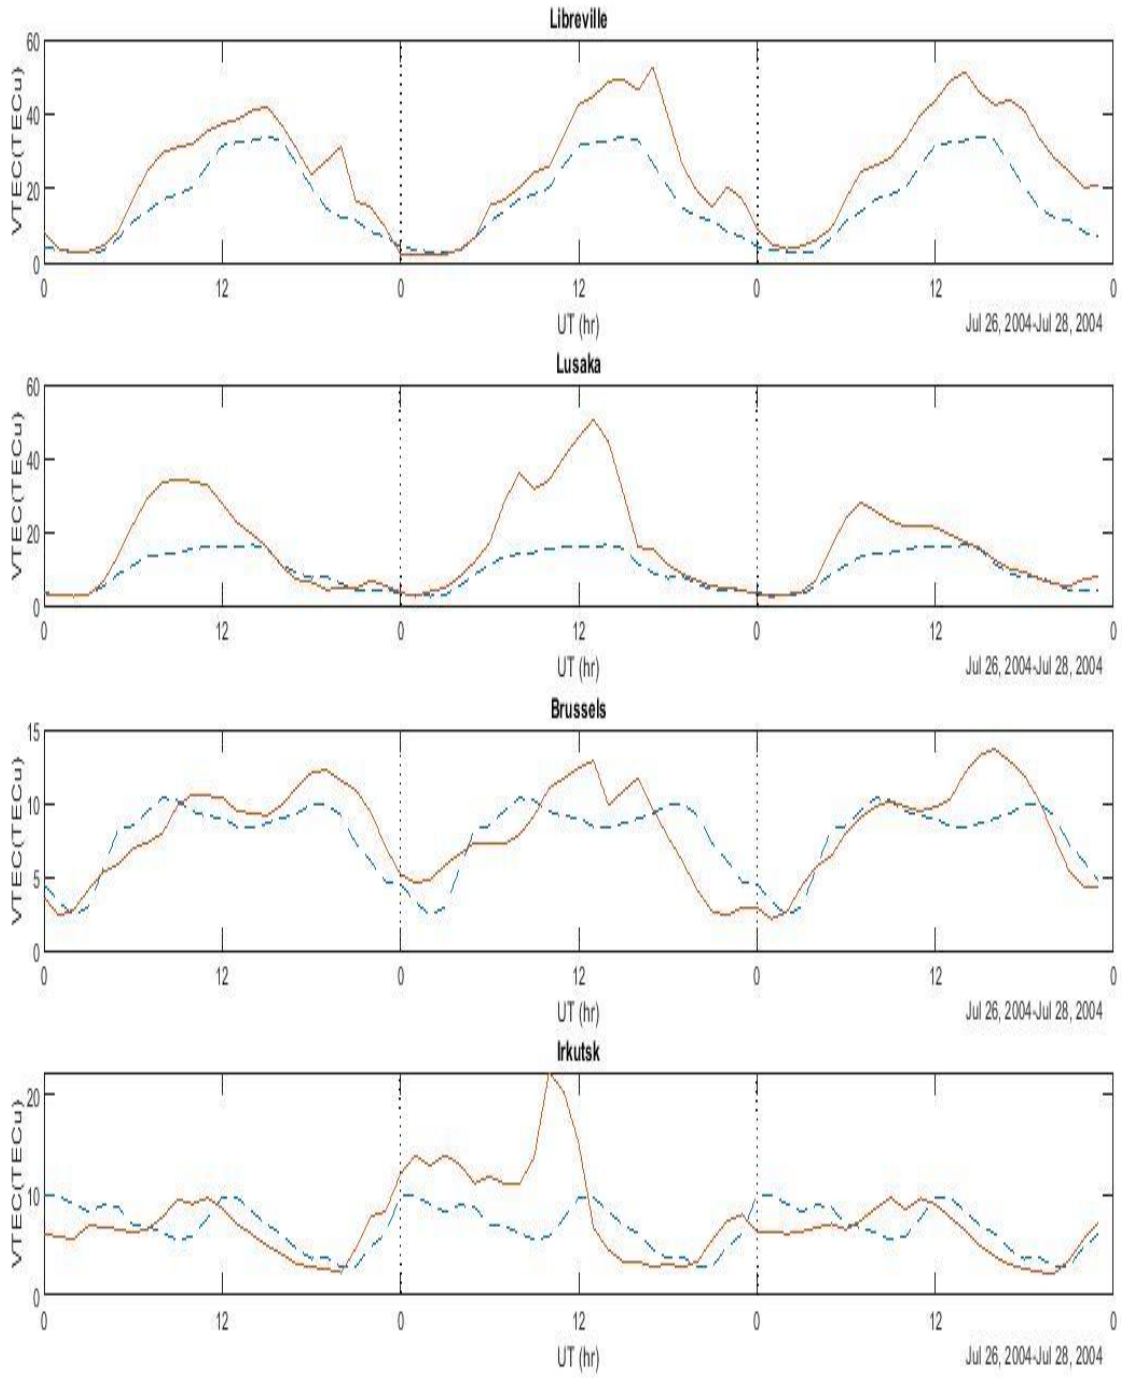 Libreville
VTEC(TECu)
60
40
20
0
0 12 0 12 0 12 0
UT (hr)
Jul 26, 2004-Jul 28, 2004
Lusaka
VTEC(TECu)
60
40
20
0
0 12 0 12 0 12 0
UT (hr)
Jul 26, 2004-Jul 28, 2004
Brussels
VTEC(TECu)
15
10
5
0
0 12 0 12 0 12 0
UT (hr)
Jul 26, 2004-Jul 28, 2004
Irkutsk
VTEC(TECu)
20
10
0
0 12 0 12 0 12 0
UT (hr)
Jul 26, 2004-Jul 28, 2004